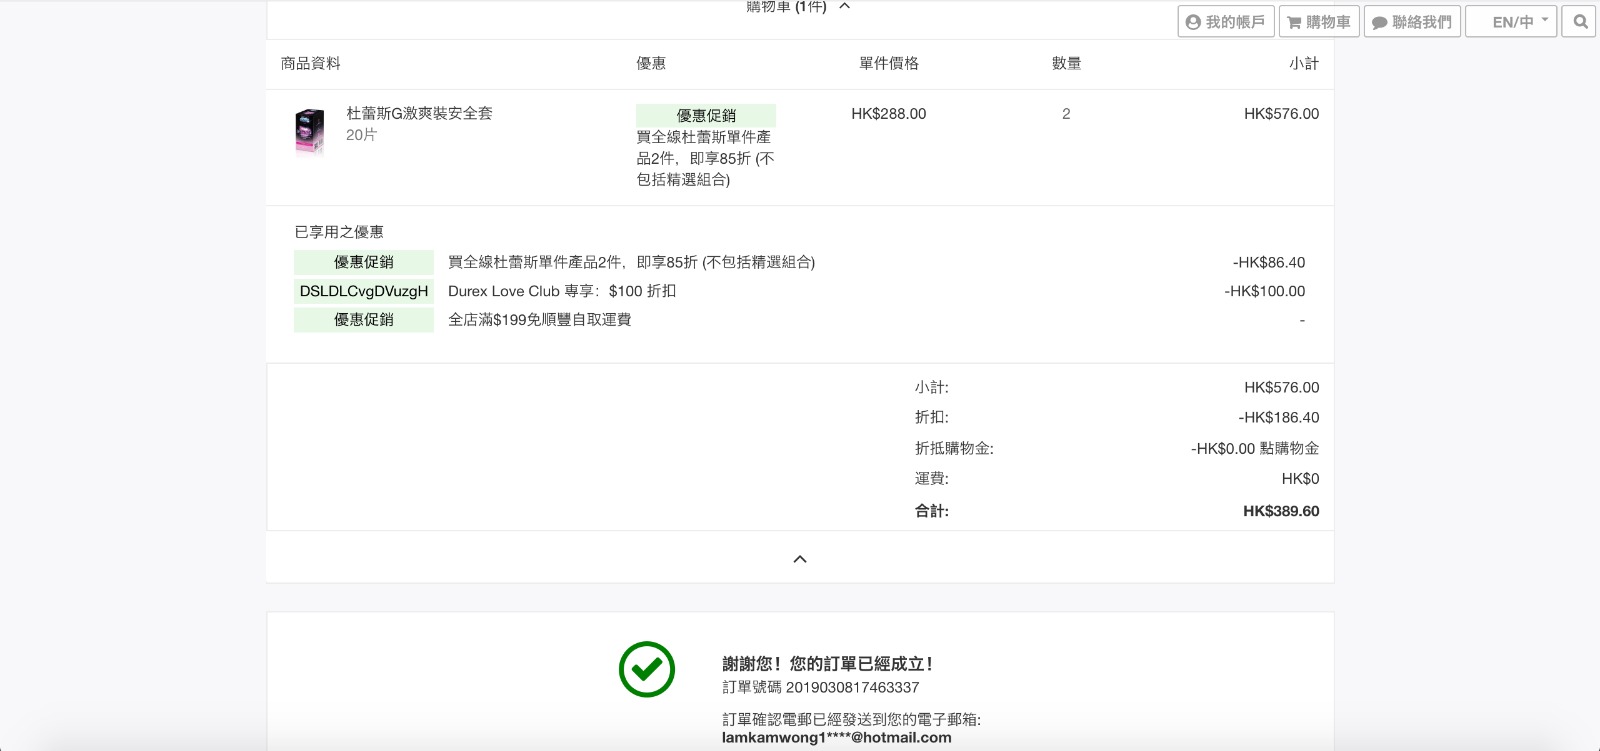 購物車 (1件)
我的帳戶 購物車 聯絡我們 EN/中
商品資料 優惠 單件價格 數量 小計
杜蕾斯G激爽裝安全套 優惠促銷 HK$288.00 2 HK$576.00
20片
買全線杜蕾斯單件產
品2件，即享85折 (不
包括精選組合)
已享用之優惠
優惠促銷 買全線杜蕾斯單件產品2件，即享85折 (不包括精選組合) -HK$86.40
DSLDLCvgDVuzgH Durex Love Club 專享：$100 折扣 -HK$100.00
優惠促銷 全店滿$199免順豐自取運費 -
小計: HK$576.00
折扣: -HK$186.40
折抵購物金: -HK$0.00 點購物金
運費: HK$0
合計: HK$389.60
謝謝您！您的訂單已經成立！
訂單號碼 2019030817463337
訂單確認電郵已經發送到您的電子郵箱:
lamkamwong1****@hotmail.com